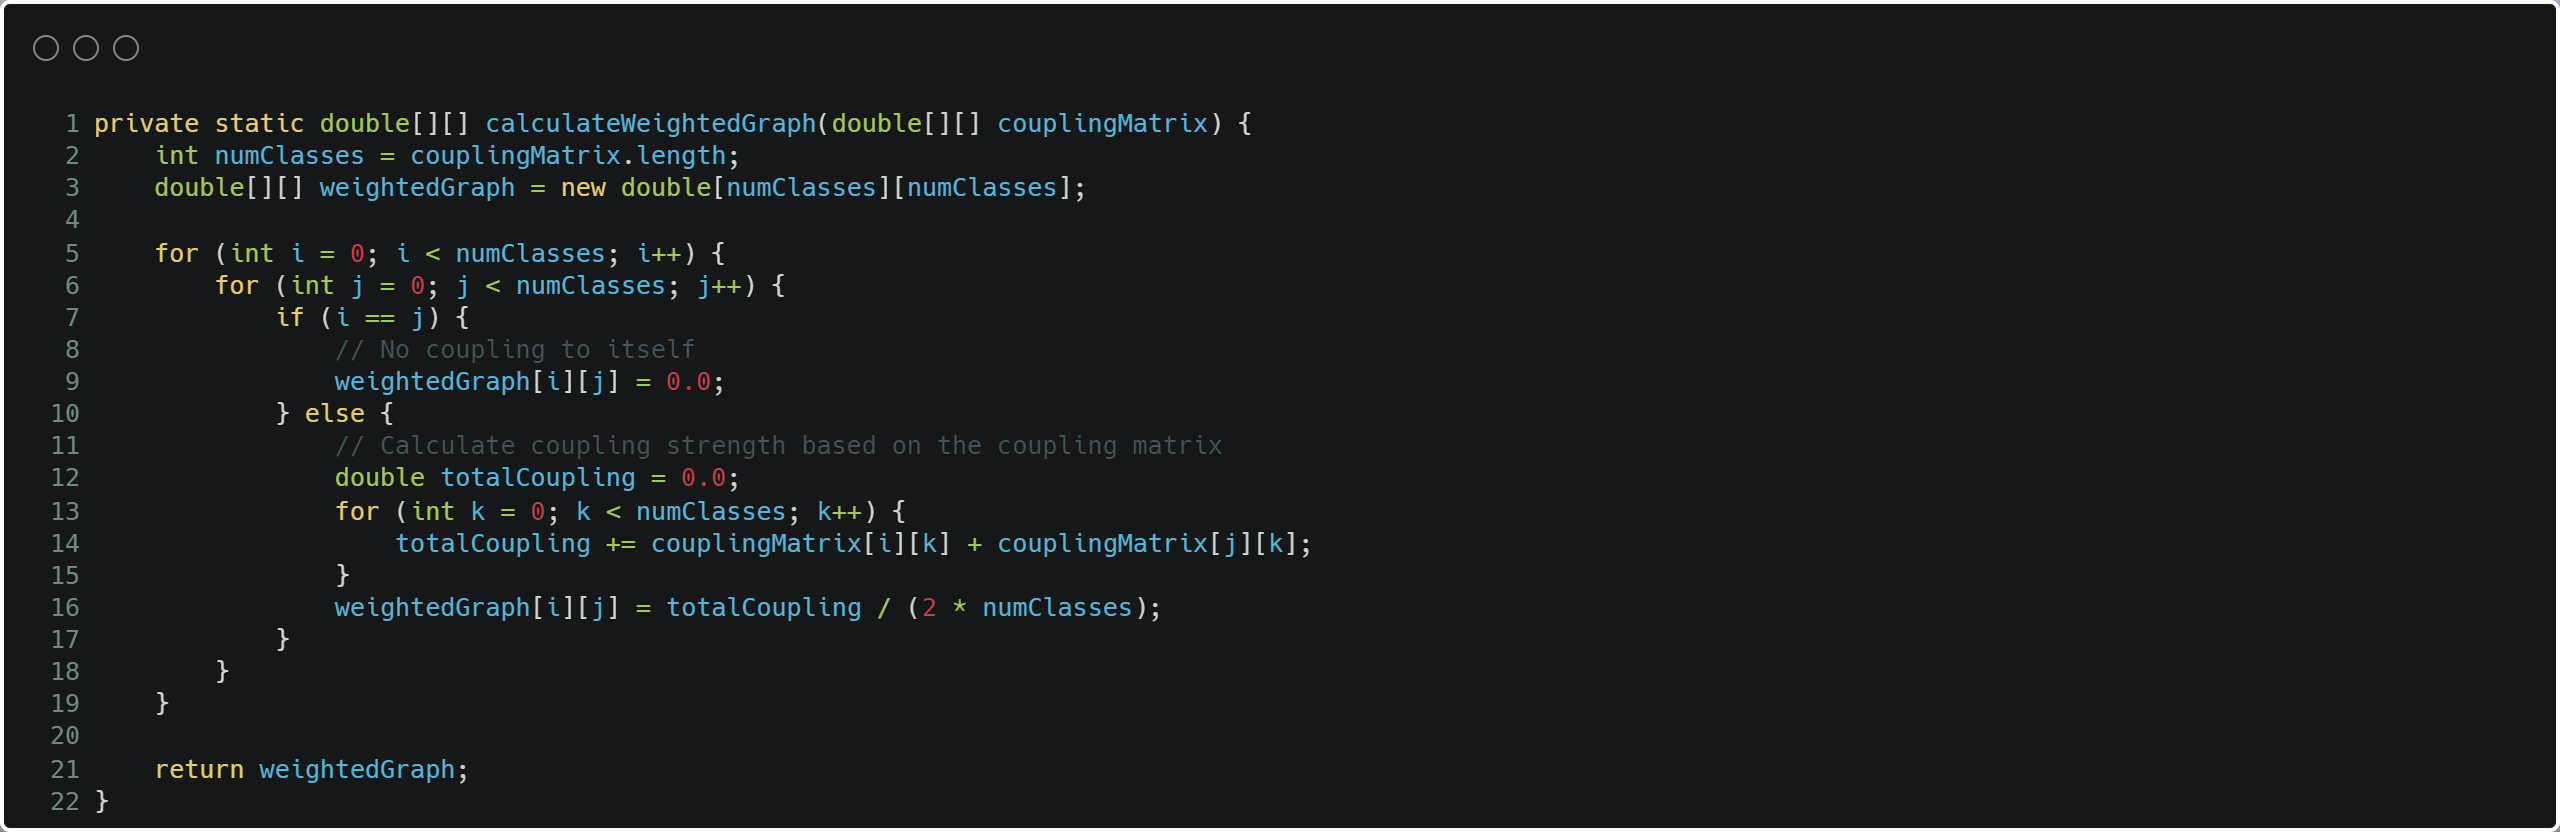 1 private static double[][] calculateWeightedGraph(double[][] couplingMatrix) {
2     int numClasses = couplingMatrix.length;
3     double[][] weightedGraph = new double[numClasses][numClasses];
4
5     for (int i = 0; i < numClasses; i++) {
6         for (int j = 0; j < numClasses; j++) {
7             if (i == j) {
8                 // No coupling to itself
9                 weightedGraph[i][j] = 0.0;
10             } else {
11                 // Calculate coupling strength based on the coupling matrix
12                 double totalCoupling = 0.0;
13                 for (int k = 0; k < numClasses; k++) {
14                     totalCoupling += couplingMatrix[i][k] + couplingMatrix[j][k];
15                 }
16                 weightedGraph[i][j] = totalCoupling / (2 * numClasses);
17             }
18         }
19     }
20
21     return weightedGraph;
22 }